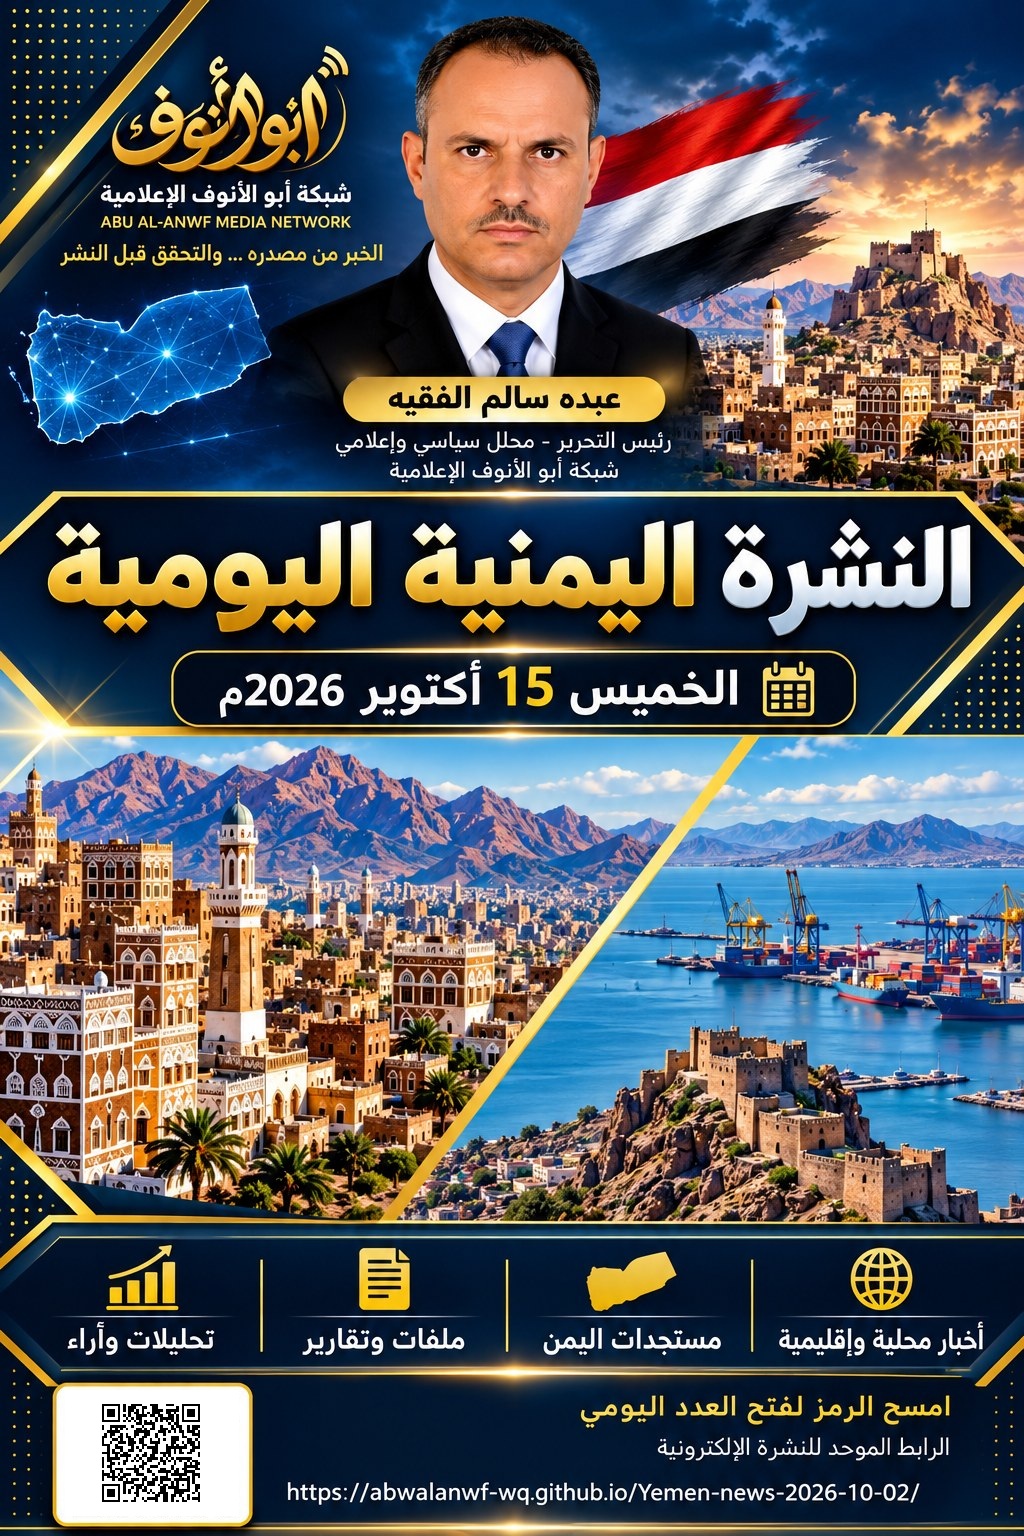 أبو الأنوف
شبكة أبو الأنوف الإعلامية
ABU AL-ANWF MEDIA NETWORK
الخبر من مصدره ... والتحقق قبل النشر
عبده سالم الفقيه
رئيس التحرير - محلل سياسي وإعلامي
شبكة أبو الأنوف الإعلامية
النشرة اليمنية اليومية
الخميس 15 أكتوبر 2026م
أخبار محلية وإقليمية
مستجدات اليمن
ملفات وتقارير
تحليلات وأراء
امسح الرمز لفتح العدد اليومي
الرابط الموحد للنشرة الإلكترونية
https://abwalanwf-wq.github.io/Yemen-news-2026-10-02/